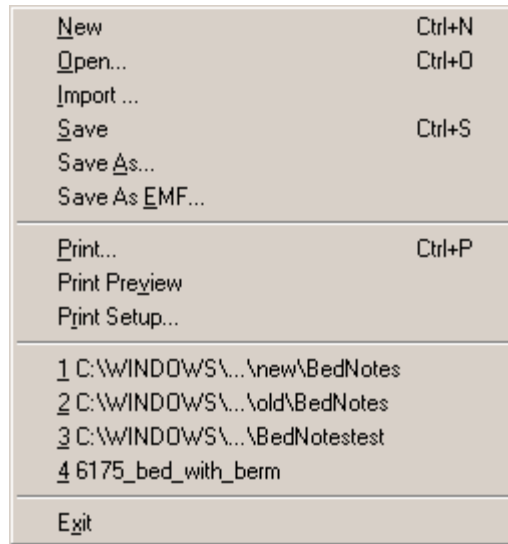 New Ctrl+N
Open... Ctrl+O
Import ...
Save Ctrl+S
Save As...
Save As EMF...
Print... Ctrl+P
Print Preview
Print Setup...
1 C:\WINDOWS\...\new\BedNotes
2 C:\WINDOWS\...\old\BedNotes
3 C:\WINDOWS\...\BedNotestest
4 6175_bed_with_berm
Exit